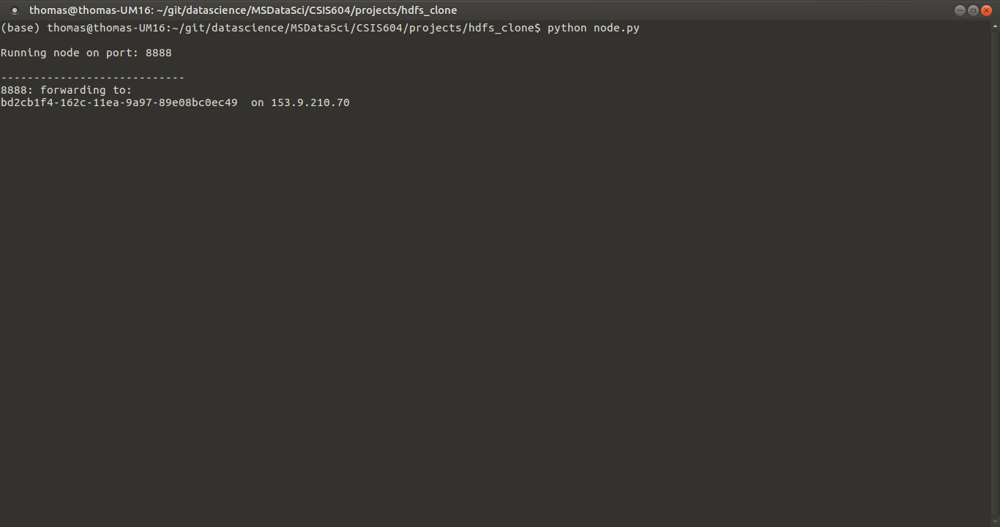 thomas@thomas-UM16: ~/git/datascience/MSDataSci/CSIS604/projects/hdfs_clone
(base) thomas@thomas-UM16:~/git/datascience/MSDataSci/CSIS604/projects/hdfs_clone$ python node.py
Running node on port: 8888
----------------------------
8888: forwarding to:
bd2cb1f4-162c-11ea-9a97-89e08bc0ec49  on 153.9.210.70